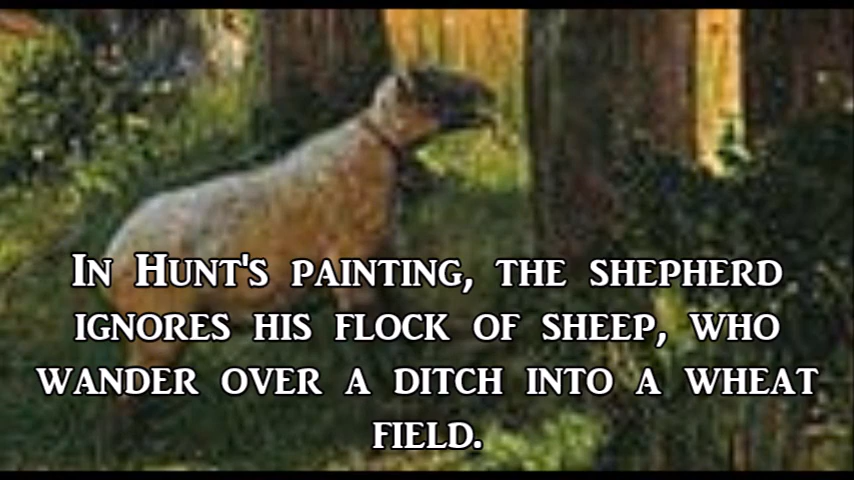 In Hunt's painting, the shepherd
ignores his flock of sheep, who
wander over a ditch into a wheat
field.